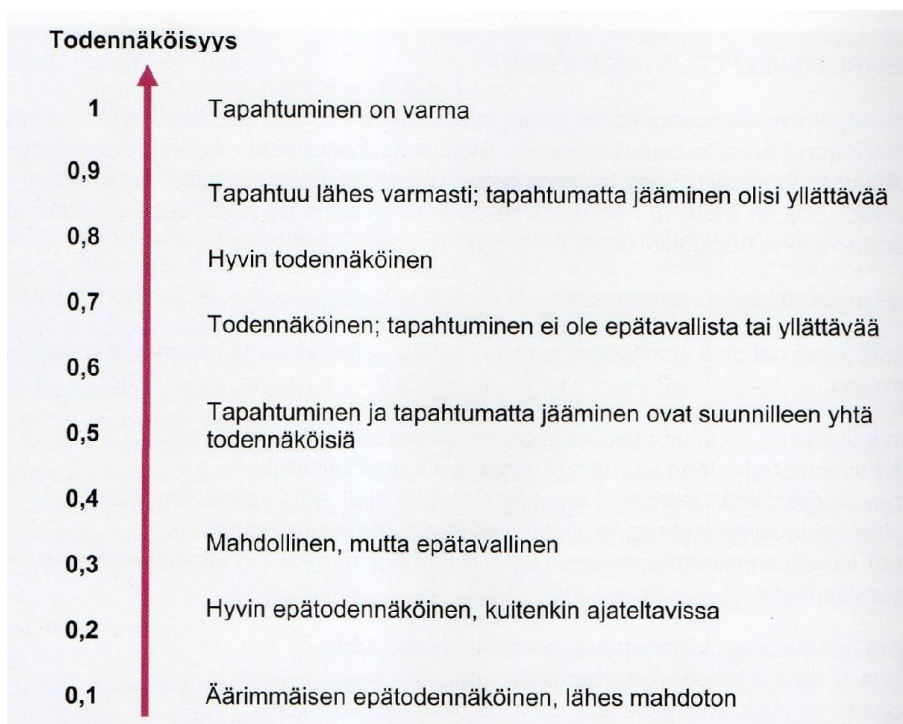 Todennäköisyys
1 Tapahtuminen on varma
0,9
Tapahtuu lähes varmasti; tapahtumatta jääminen olisi yllättävää
0,8
Hyvin todennäköinen
0,7
Todennäköinen; tapahtuminen ei ole epätavallista tai yllättävää
0,6
Tapahtuminen ja tapahtumatta jääminen ovat suunnilleen yhtä
0,5
todennäköisiä
0,4
Mahdollinen, mutta epätavallinen
0,3
Hyvin epätodennäköinen, kuitenkin ajateltavissa
0,2
0,1 Äärimmäisen epätodennäköinen, lähes mahdoton